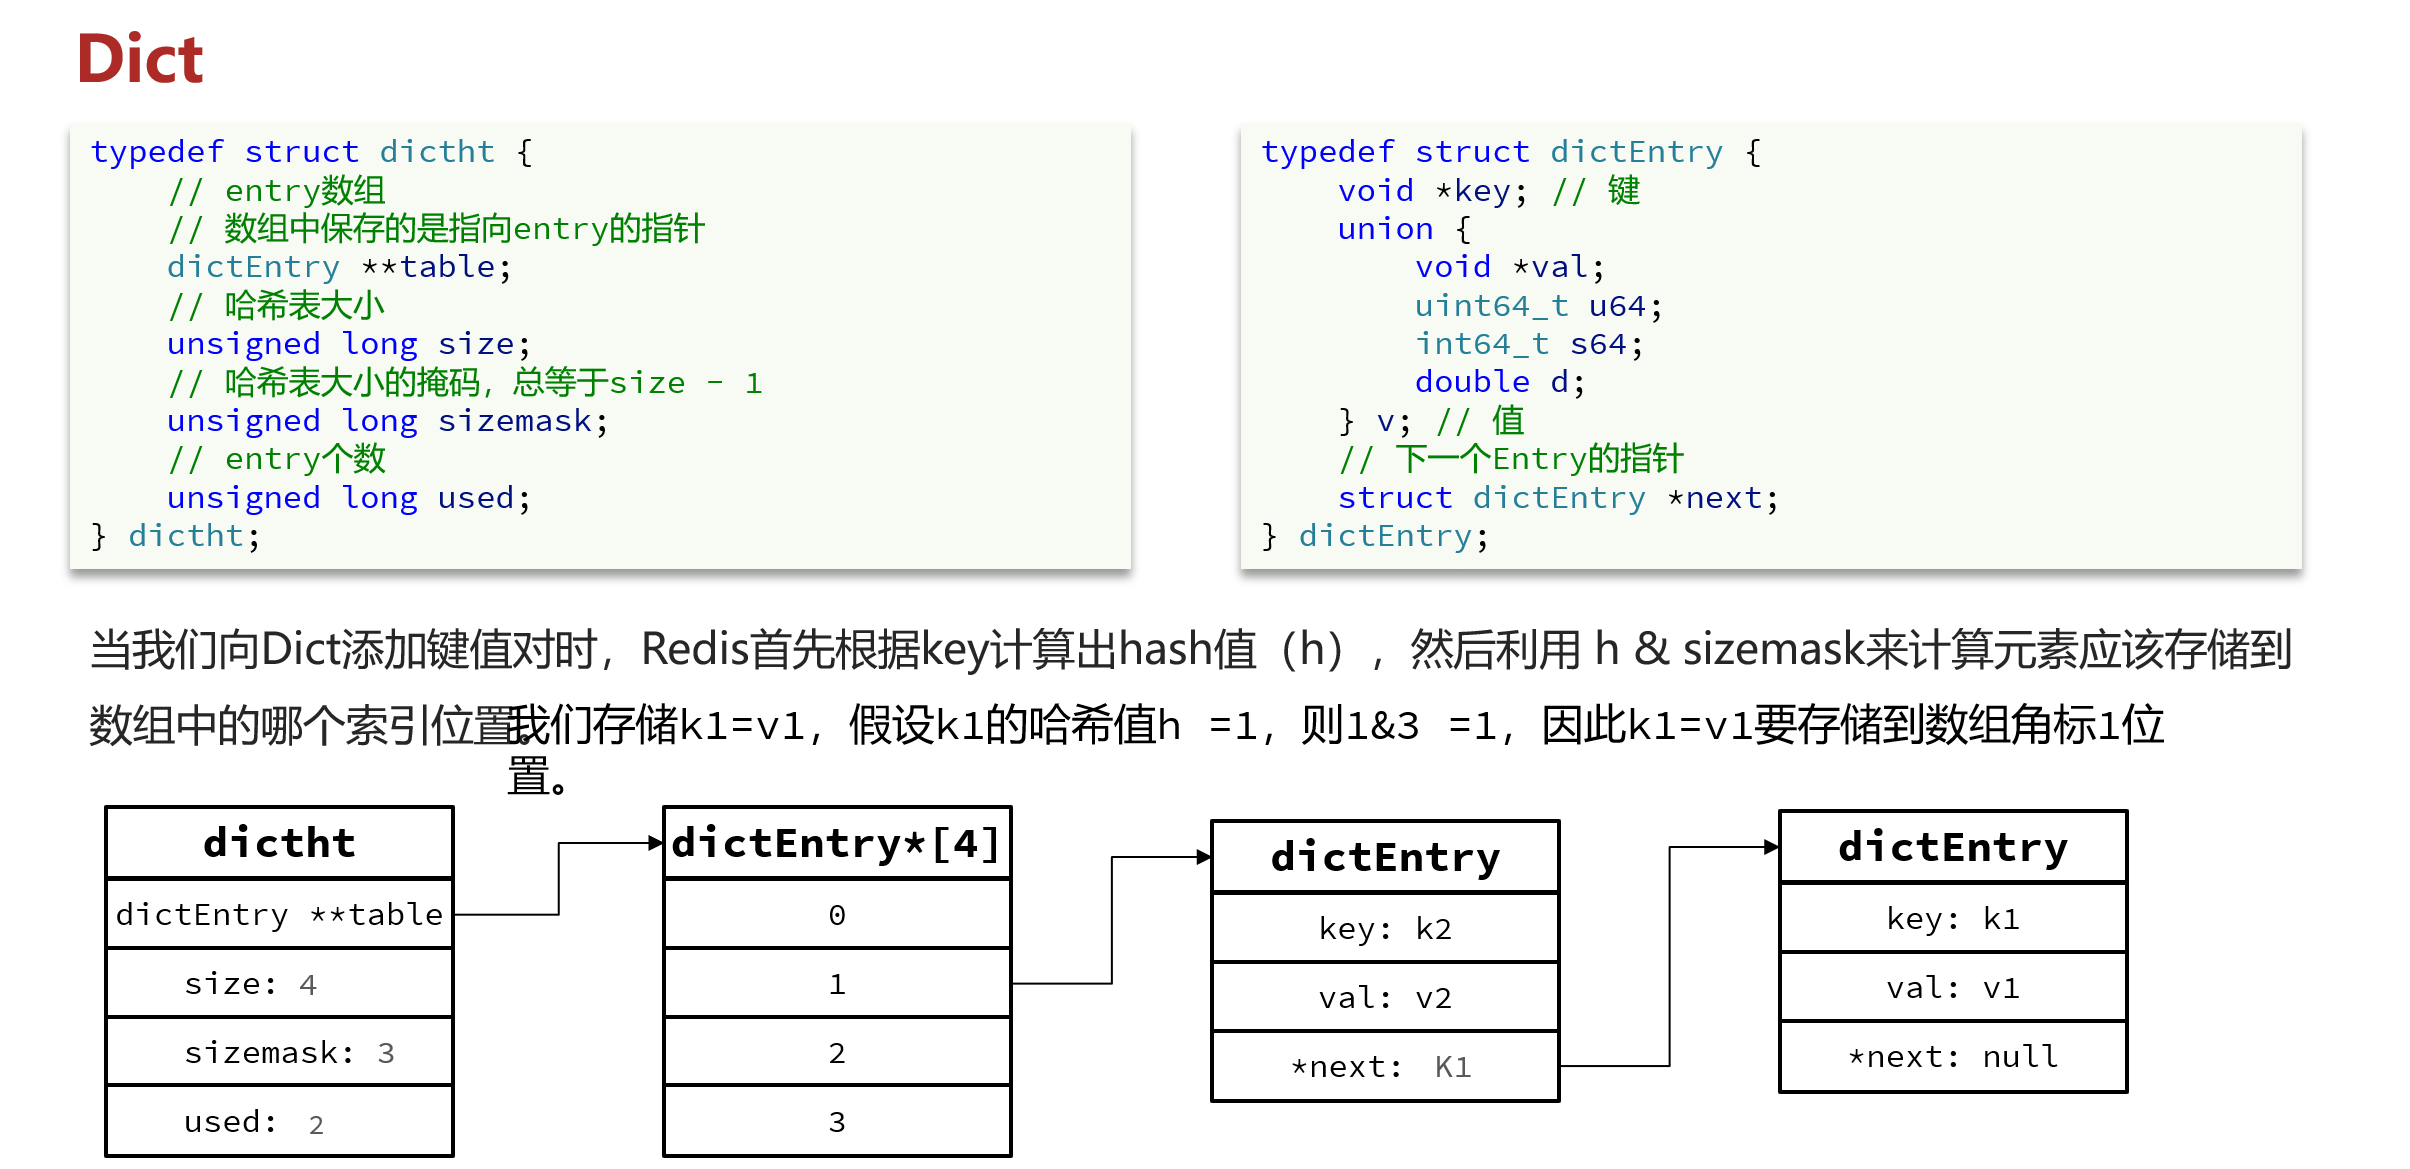 Dict
typedef struct dictht {
// entry数组
// 数组中保存的是指向entry的指针
dictEntry **table;
// 哈希表大小
unsigned long size;
// 哈希表大小的掩码，总等于size - 1
unsigned long sizemask;
// entry个数
unsigned long used;
} dictht;
typedef struct dictEntry {
void *key; // 键
union {
void *val;
uint64_t u64;
int64_t s64;
double d;
} v; // 值
// 下一个Entry的指针
struct dictEntry *next;
} dictEntry;
当我们向Dict添加键值对时，Redis首先根据key计算出hash值（h），然后利用 h & sizemask来计算元素应该存储到
数组中的哪个索引位置。
我们存储k1=v1，假设k1的哈希值h =1，则1&3 =1，因此k1=v1要存储到数组角标1位
置。
dictht
dictEntry **table
size: 4
sizemask: 3
used: 2
dictEntry*[4]
0
1
2
3
dictEntry
key: k2
val: v2
*next: K1
dictEntry
key: k1
val: v1
*next: null